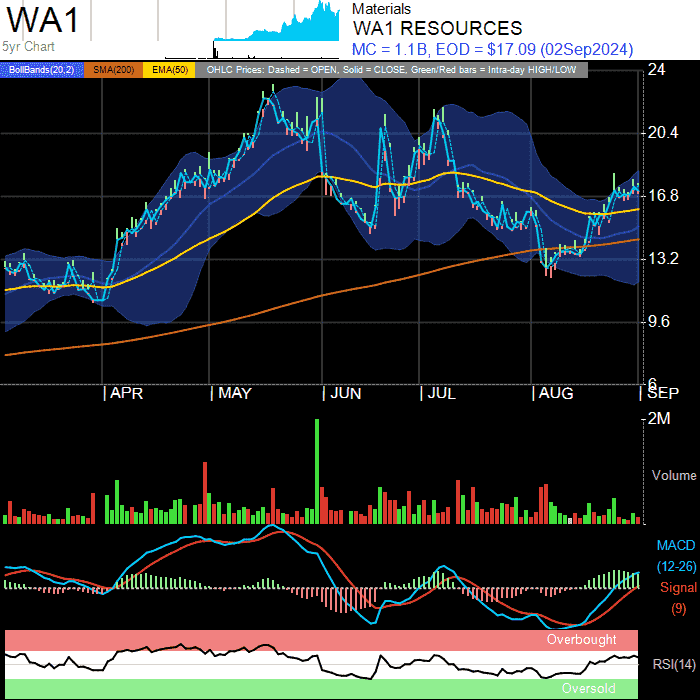 WA1
5yr Chart
Materials
WA1 RESOURCES
MC = 1.1B, EOD = $17.09 (02Sep2024)
BollBands(20,2) SMA(200) EMA(50) OHLC Prices: Dashed = OPEN, Solid = CLOSE, Green/Red bars = Intra-day HIGH/LOW
24
20.4
16.8
13.2
9.6
6
| APR | MAY | JUN | JUL | AUG | SEP
2M
Volume
MACD
(12-26)
Signal
(9)
Overbought
RSI(14)
Oversold